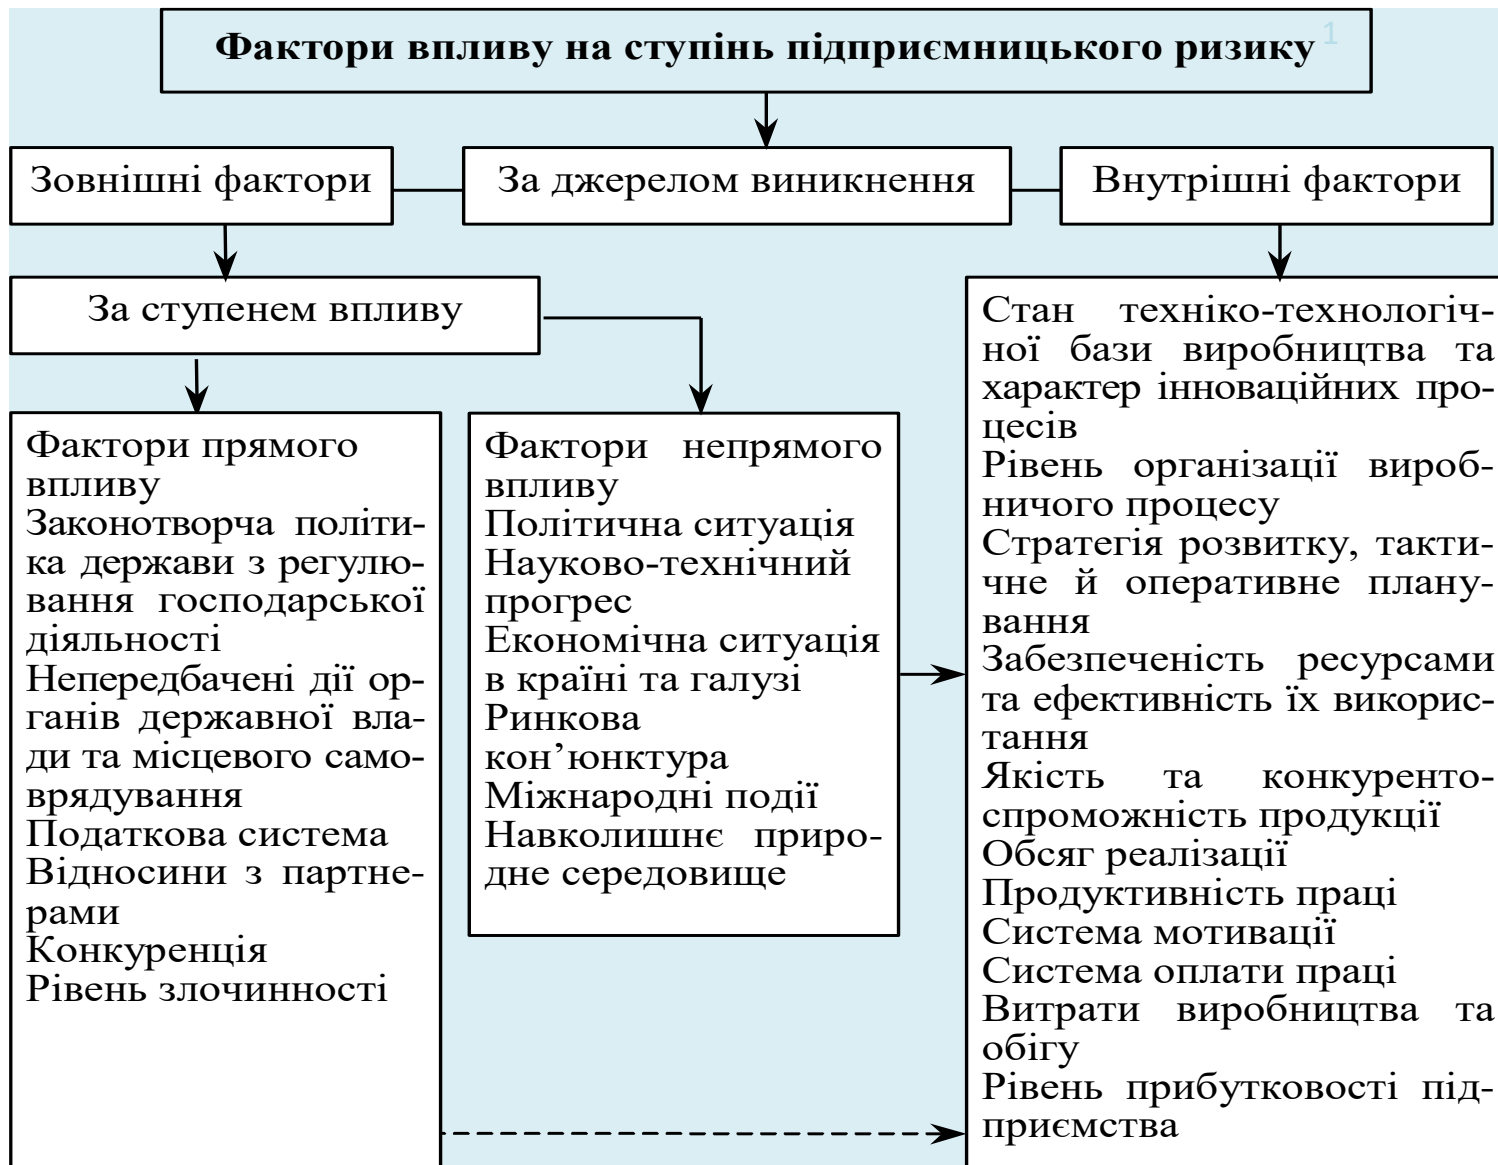 Фактори впливу на ступінь підприємницького ризику
1
Зовнішні фактори
За джерелом виникнення
Внутрішні фактори
За ступенем впливу
Фактори прямого
впливу
Законотворча політи-
ка держави з регулю-
вання господарської
діяльності
Непередбачені дії ор-
ганів державної вла-
ди та місцевого само-
врядування
Податкова система
Відносини з партне-
рами
Конкуренція
Рівень злочинності
Фактори непрямого
впливу
Політична ситуація
Науково-технічний
прогрес
Економічна ситуація
в країні та галузі
Ринкова
кон’юнктура
Міжнародні події
Навколишнє приро-
дне середовище
Стан техніко-технологіч-
ної бази виробництва та
характер інноваційних про-
цесів
Рівень організації вироб-
ничого процесу
Стратегія розвитку, такти-
чне й оперативне плану-
вання
Забезпеченість ресурсами
та ефективність їх викорис-
тання
Якість та конкуренто-
спроможність продукції
Обсяг реалізації
Продуктивність праці
Система мотивації
Система оплати праці
Витрати виробництва та
обігу
Рівень прибутковості під-
приємства